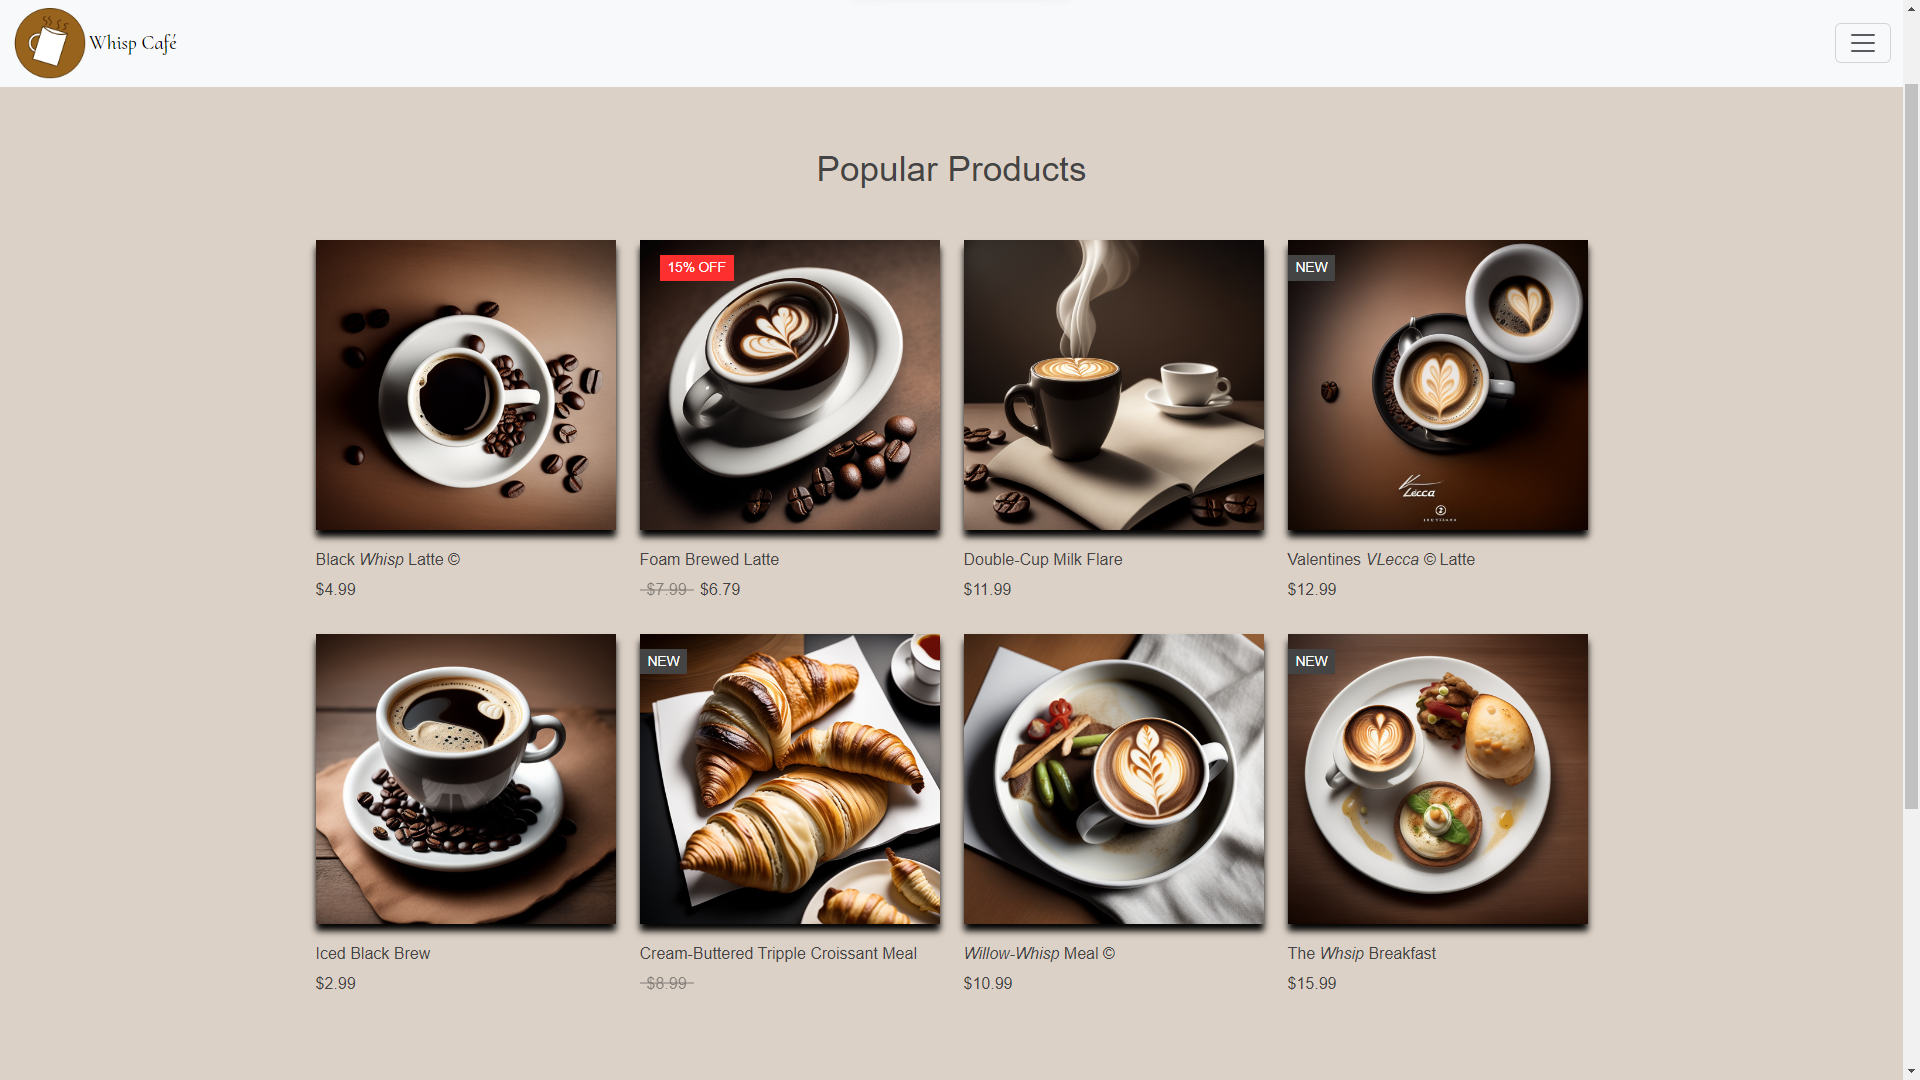 Whisp Café
Popular Products
15% OFF
NEW
Lécca
Black Whisp Latte ©
Foam Brewed Latte
Double-Cup Milk Flare
Valentines VLecca © Latte
$4.99
$7.99 $6.79
$11.99
$12.99
NEW
NEW
Iced Black Brew
Cream-Buttered Tripple Croissant Meal
Willow-Whisp Meal ©
The Whsip Breakfast
$2.99
$8.99
$10.99
$15.99